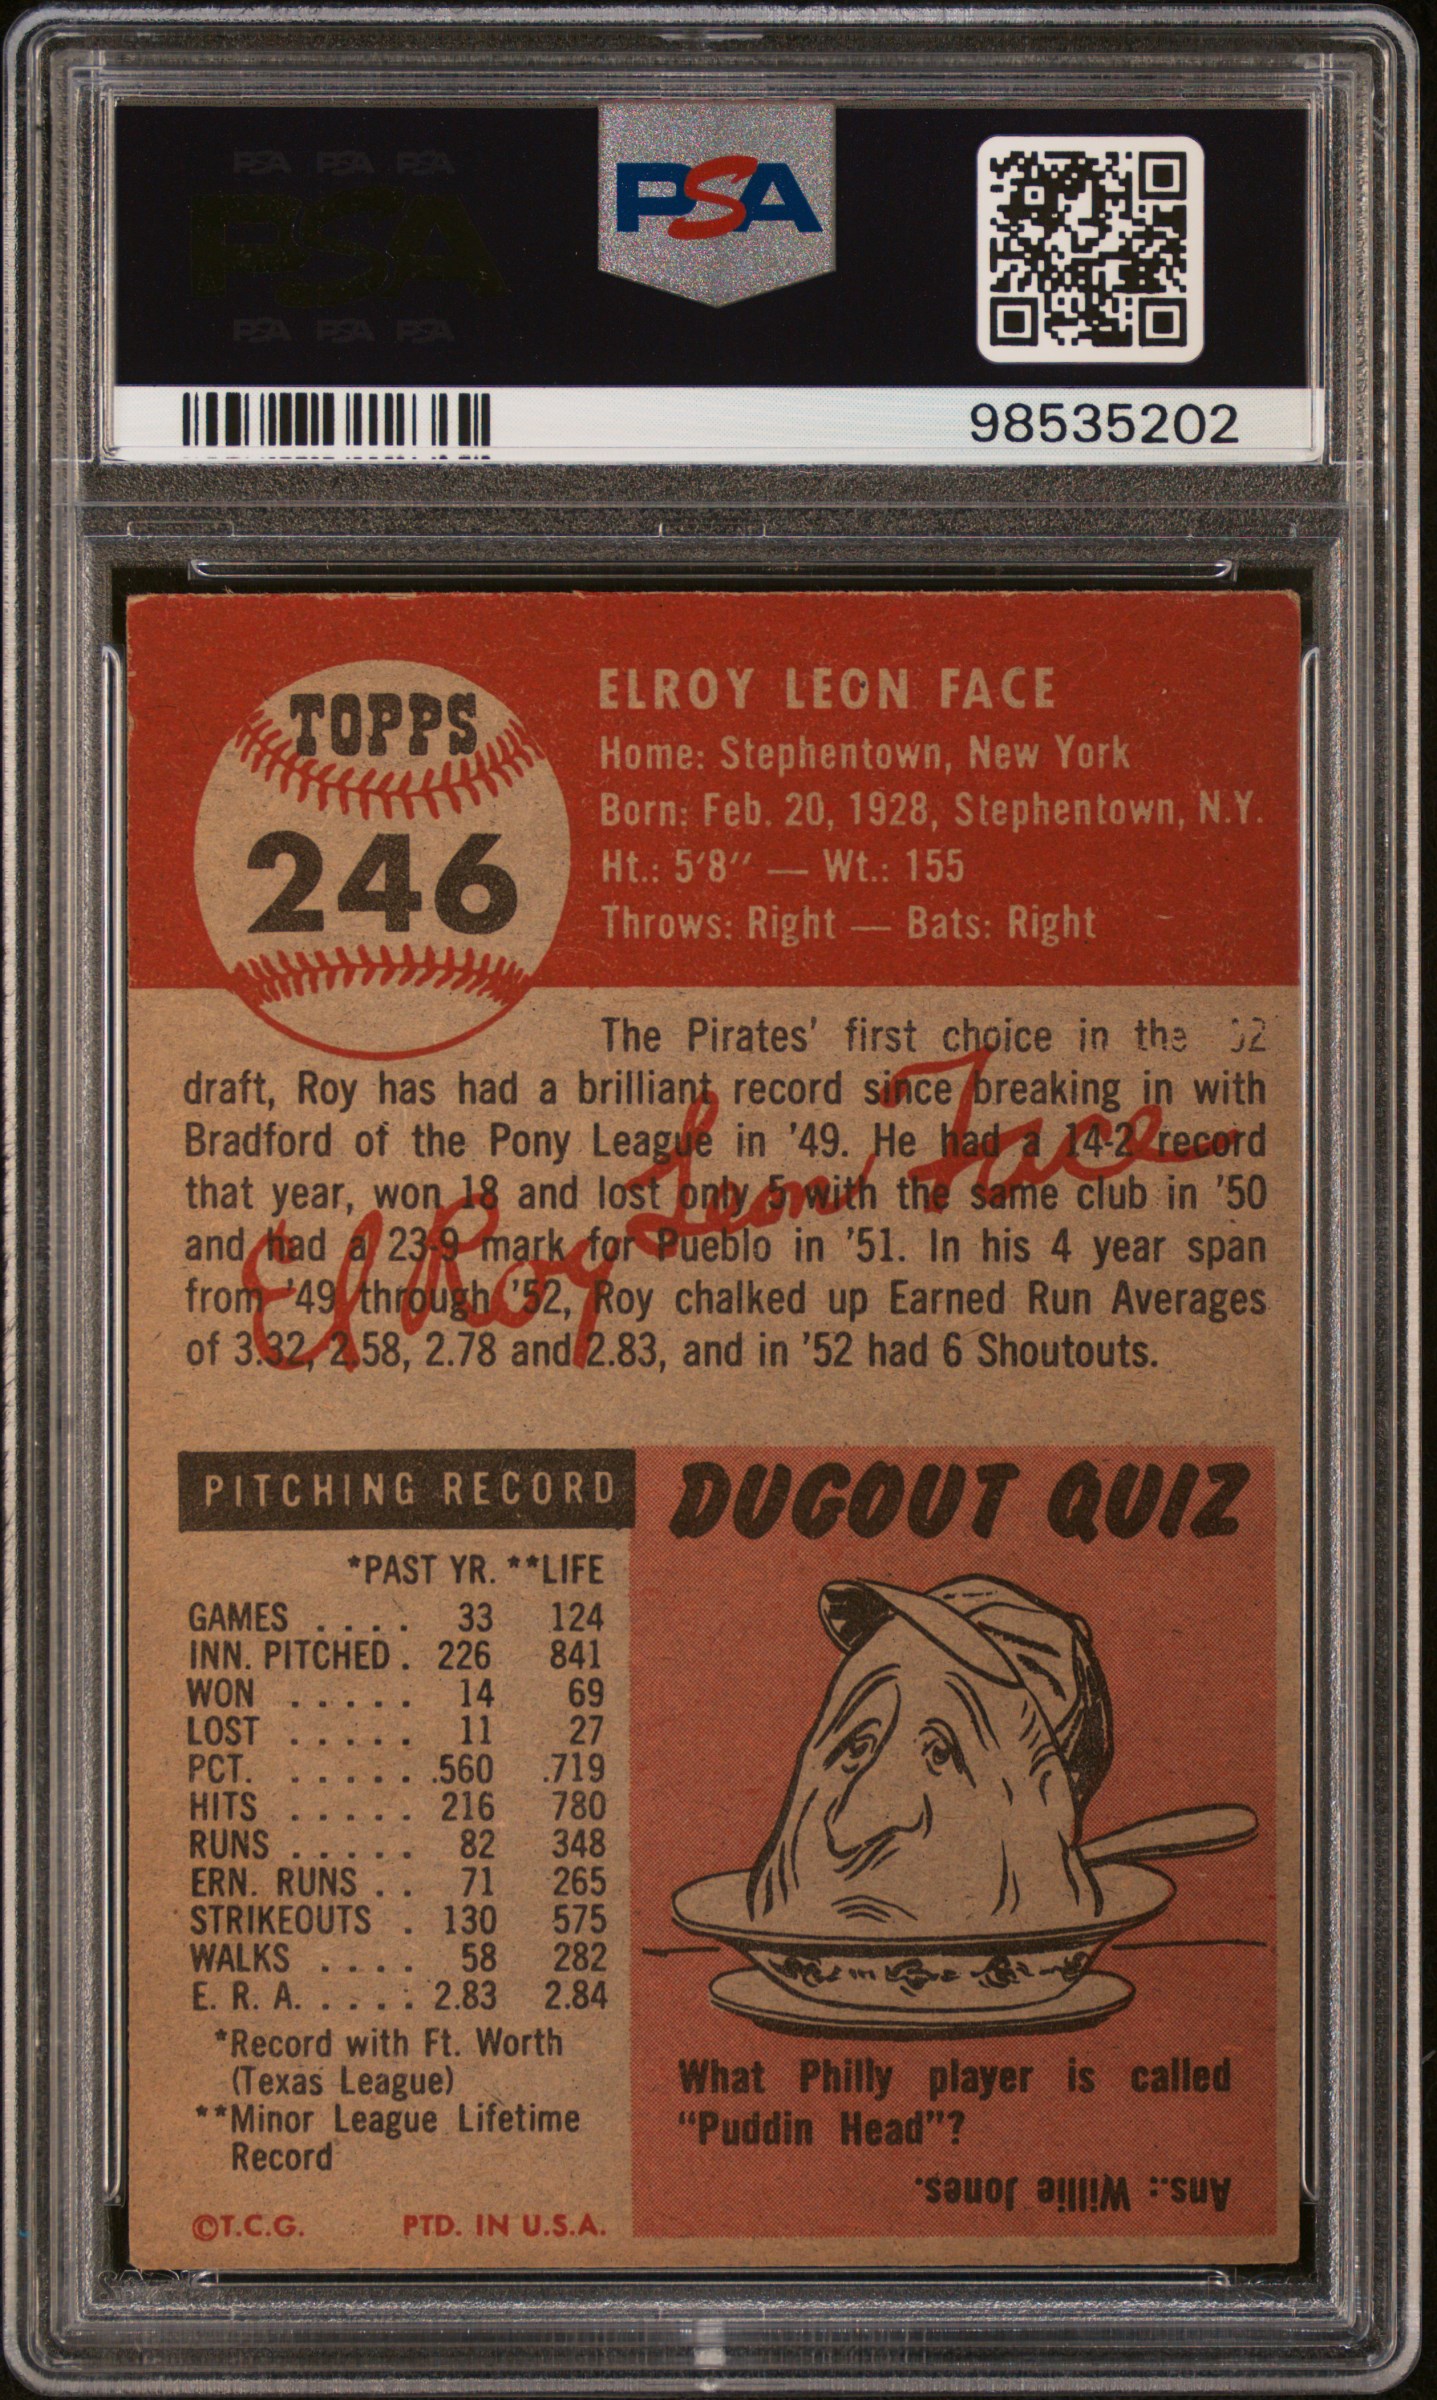 PSA PSA PSA
PSA
PSA PSA PSA
PSA
98535202
TOPPS
246
ELROY LEON FACE
Home: Stephentown, New York
Born: Feb. 20, 1928, Stephentown, N.Y.
Ht.: 5'8'' — Wt.: 155
Throws: Right — Bats: Right
The Pirates' first choice in the 52
draft, Roy has had a brilliant record since breaking in with
Bradford of the Pony League in '49. He had a 14-2 record
that year, won 18 and lost only 5 with the same club in '50
and had a 23-9 mark for Pueblo in '51. In his 4 year span
from '49 through '52, Roy chalked up Earned Run Averages
of 3.32, 2.58, 2.78 and 2.83, and in '52 had 6 Shoutouts.
ElRoy Leon Face
PITCHING RECORD
*PAST YR. **LIFE
GAMES . . . . 33 124
INN. PITCHED . 226 841
WON . . . . . 14 69
LOST . . . . . 11 27
PCT. . . . . . .560 .719
HITS . . . . . 216 780
RUNS . . . . . 82 348
ERN. RUNS . . 71 265
STRIKEOUTS . 130 575
WALKS . . . . 58 282
E. R. A. . . . . 2.83 2.84
*Record with Ft. Worth
(Texas League)
**Minor League Lifetime
Record
©T.C.G. PTD. IN U.S.A.
DUGOUT QUIZ
What Philly player is called
"Puddin Head"?
Ans.: Willie Jones.